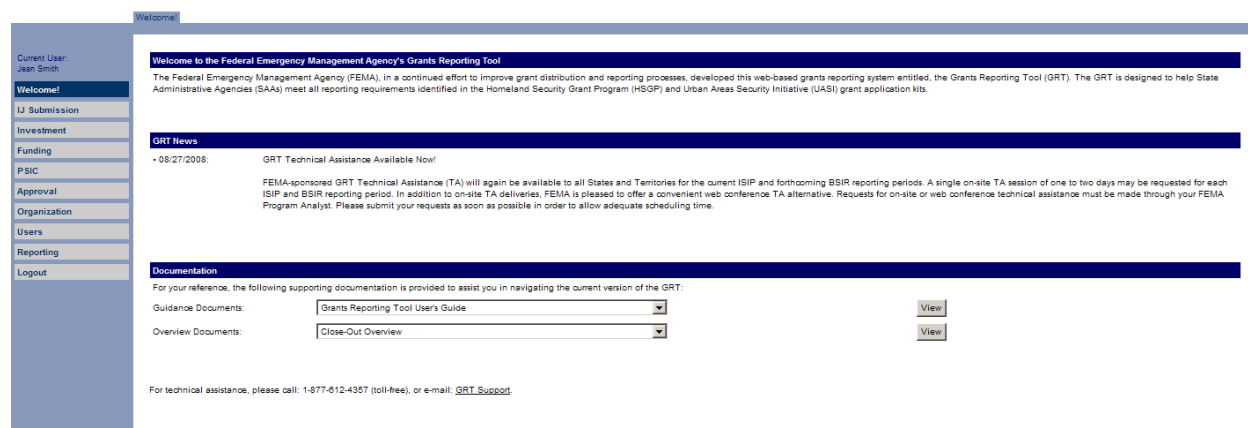 Welcome!
Current User:
Jean Smith
Welcome!
IJ Submission
Investment
Funding
PSIC
Approval
Organization
Users
Reporting
Logout
Welcome to the Federal Emergency Management Agency's Grants Reporting Tool
The Federal Emergency Management Agency (FEMA), in a continued effort to improve grant distribution and reporting processes, developed this web-based grants reporting system entitled, the Grants Reporting Tool (GRT). The GRT is designed to help State
Administrative Agencies (SAAs) meet all reporting requirements identified in the Homeland Security Grant Program (HSGP) and Urban Areas Security Initiative (UASI) grant application kits.
GRT News
• 08/27/2008: GRT Technical Assistance Available Now!
FEMA-sponsored GRT Technical Assistance (TA) will again be available to all States and Territories for the current ISIP and forthcoming BSIR reporting periods. A single on-site TA session of one to two days may be requested for each
ISIP and BSIR reporting period. In addition to on-site TA deliveries, FEMA is pleased to offer a convenient web conference TA alternative. Requests for on-site or web conference technical assistance must be made through your FEMA
Program Analyst. Please submit your requests as soon as possible in order to allow adequate scheduling time.
Documentation
For your reference, the following supporting documentation is provided to assist you in navigating the current version of the GRT:
Guidance Documents: Grants Reporting Tool User's Guide View
Overview Documents: Close-Out Overview View
For technical assistance, please call: 1-877-612-4357 (toll-free), or e-mail: GRT Support.